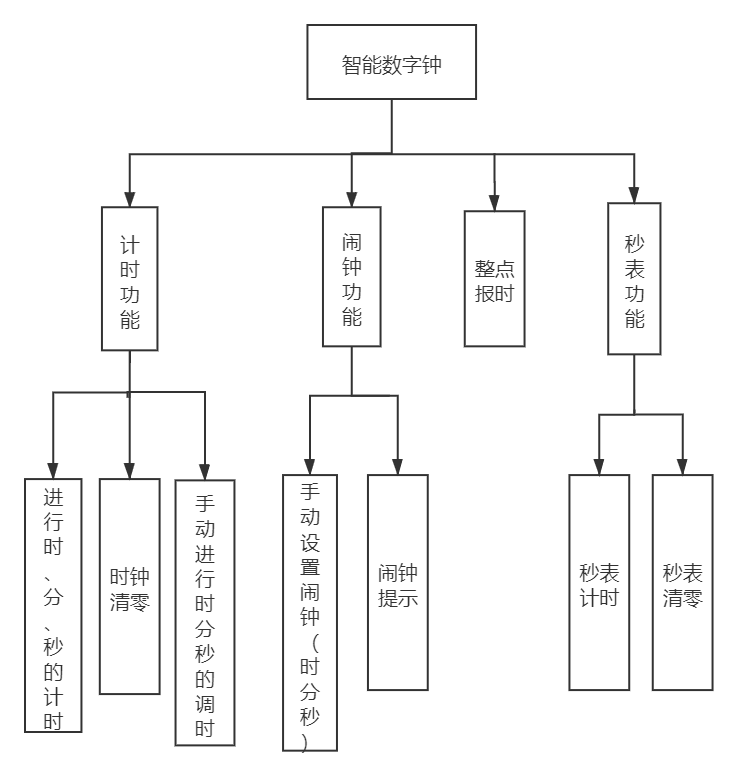 智能数字钟
计时功能
闹钟功能
整点
报时
秒表功能
进行时、分、秒的计时
时钟
清零
手动进行时分秒的调时
手动设置闹钟（时分秒）
闹钟
提示
秒表
计时
秒表
清零